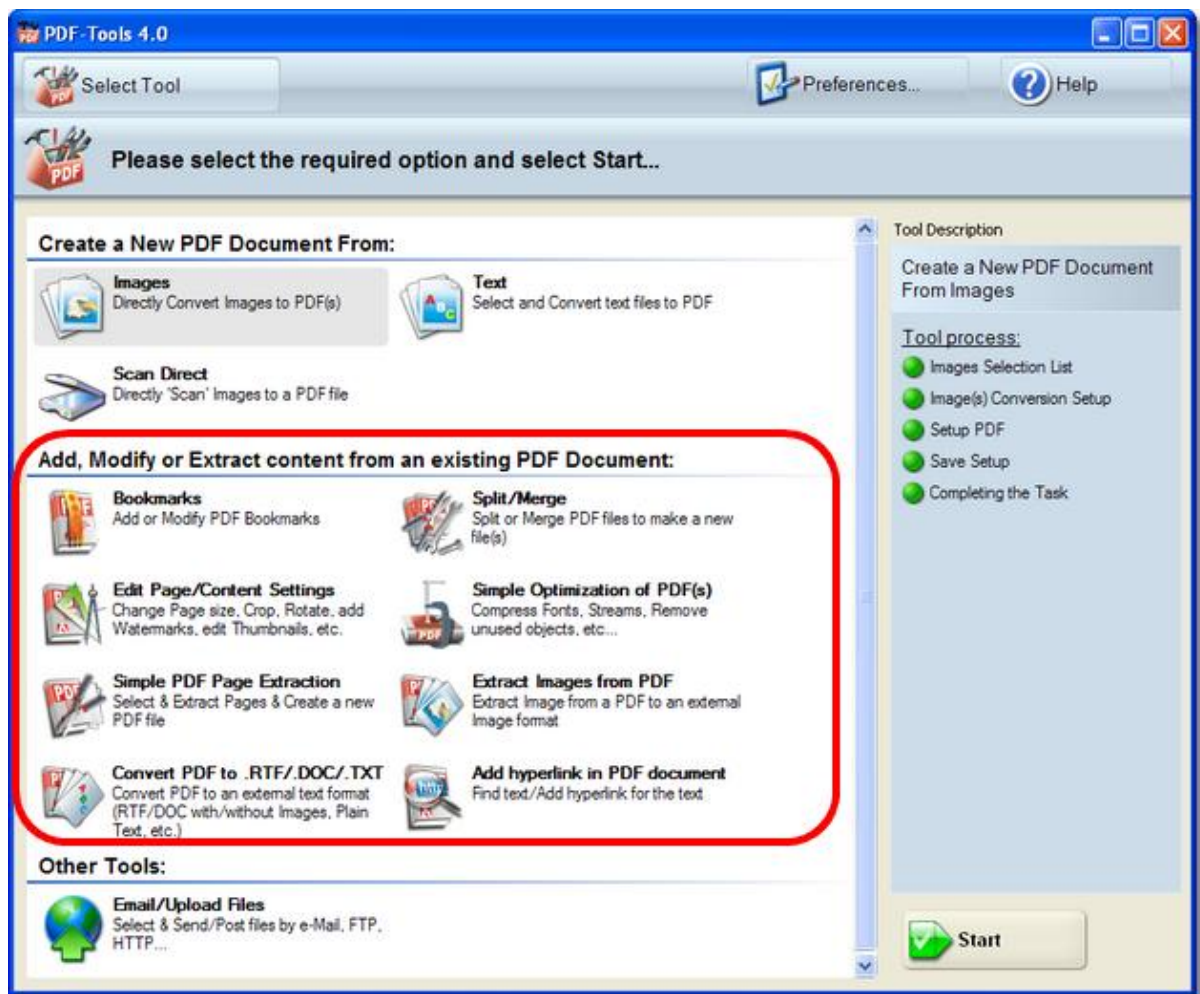 PDF-Tools 4.0
Select Tool
Preferences...
Help
Please select the required option and select Start...
Create a New PDF Document From:
Images
Directly Convert Images to PDF(s)
Text
Select and Convert text files to PDF
Scan Direct
Directly 'Scan' Images to a PDF file
Add, Modify or Extract content from an existing PDF Document:
Bookmarks
Add or Modify PDF Bookmarks
Split/Merge
Split or Merge PDF files to make a new
file(s)
Edit Page/Content Settings
Change Page size, Crop, Rotate, add
Watermarks, edit Thumbnails, etc.
Simple Optimization of PDF(s)
Compress Fonts, Streams, Remove
unused objects, etc...
Simple PDF Page Extraction
Select & Extract Pages & Create a new
PDF file
Extract Images from PDF
Extract Image from a PDF to an external
Image format
Convert PDF to .RTF/.DOC/.TXT
Convert PDF to an external text format
(RTF/DOC with/without Images, Plain
Text, etc.)
Add hyperlink in PDF document
Find text/Add hyperlink for the text
Other Tools:
Email/Upload Files
Select & Send/Post files by e-Mail, FTP,
HTTP...
Tool Description
Create a New PDF Document
From Images
Tool process:
Images Selection List
Image(s) Conversion Setup
Setup PDF
Save Setup
Completing the Task
Start